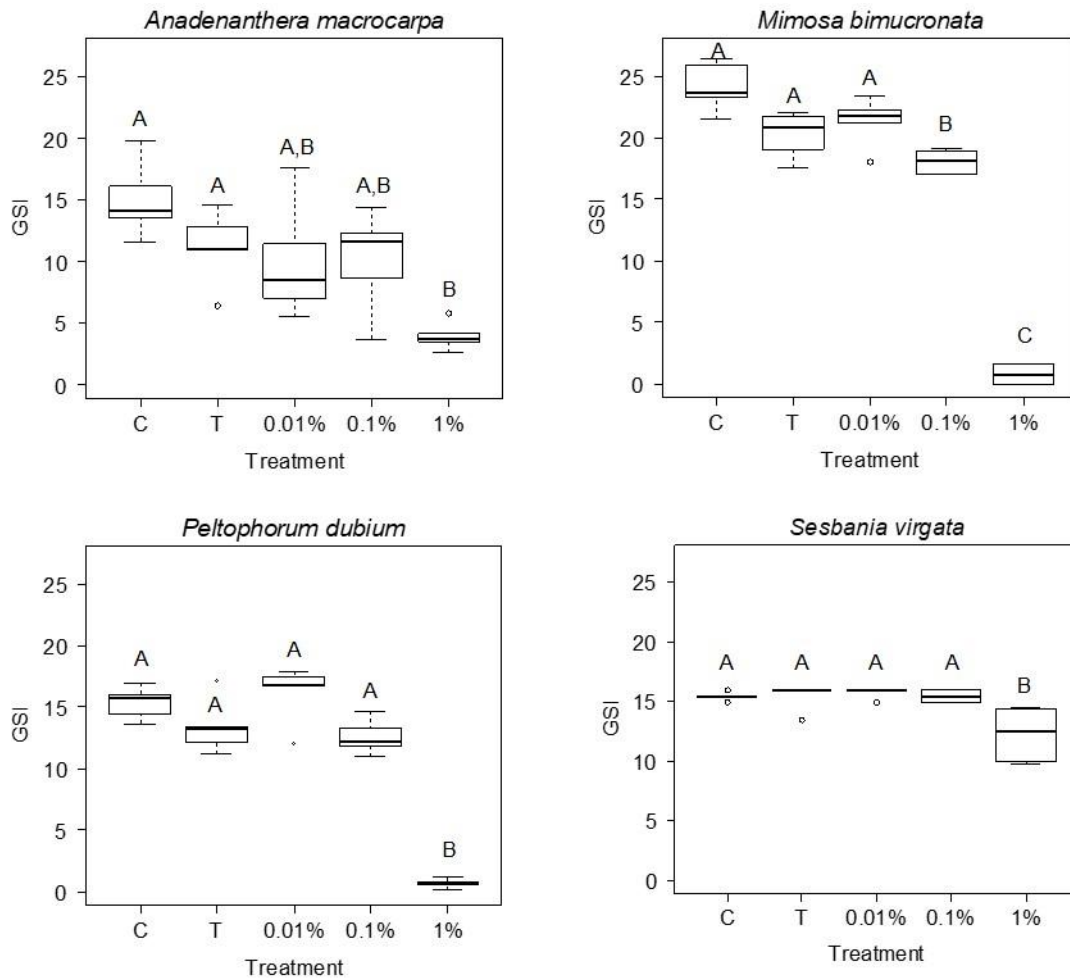 Anadenanthera macrocarpa
25
20
15
10
5
0
GSI
A
A
A,B
A,B
B
C
T
0.01%
0.1%
1%
Treatment
Mimosa bimucronata
25
20
15
10
5
0
GSI
A
A
A
B
C
C
T
0.01%
0.1%
1%
Treatment
Peltophorum dubium
25
20
15
10
5
0
GSI
A
A
A
A
B
C
T
0.01%
0.1%
1%
Treatment
Sesbania virgata
25
20
15
10
5
0
GSI
A
A
A
A
B
C
T
0.01%
0.1%
1%
Treatment